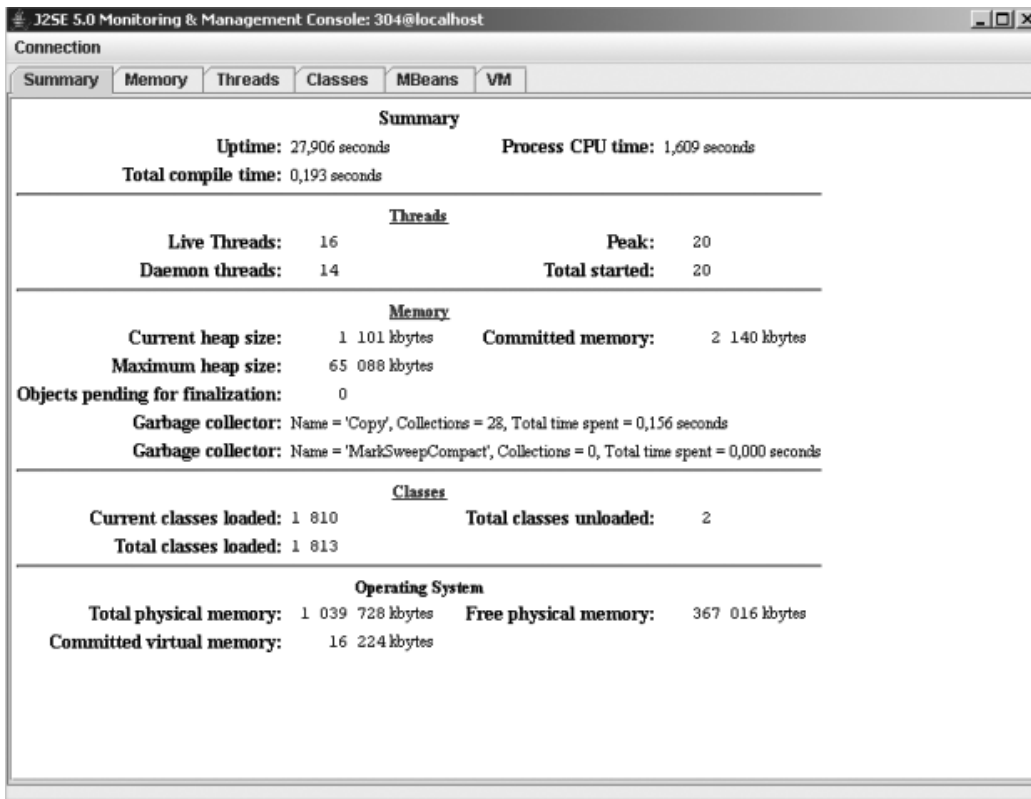 J2SE 5.0 Monitoring & Management Console: 304@localhost
Connection
Summary Memory Threads Classes MBeans VM
Summary
Uptime: 27,906 seconds Process CPU time: 1,609 seconds
Total compile time: 0,193 seconds
Threads
Live Threads: 16 Peak: 20
Daemon threads: 14 Total started: 20
Memory
Current heap size: 1 101 kbytes Committed memory: 2 140 kbytes
Maximum heap size: 65 088 kbytes
Objects pending for finalization: 0
Garbage collector: Name = 'Copy', Collections = 28, Total time spent = 0,156 seconds
Garbage collector: Name = 'MarkSweepCompact', Collections = 0, Total time spent = 0,000 seconds
Classes
Current classes loaded: 1 810 Total classes unloaded: 2
Total classes loaded: 1 813
Operating System
Total physical memory: 1 039 728 kbytes Free physical memory: 367 016 kbytes
Committed virtual memory: 16 224 kbytes